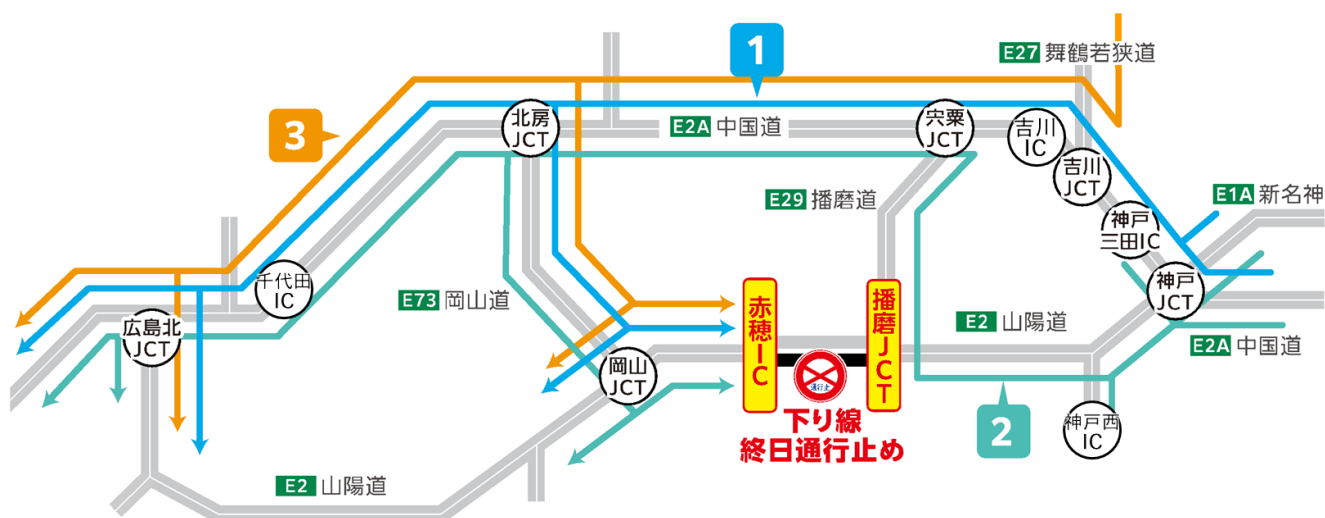 1
E27 舞鶴若狭道
3
北房
JCT
E2A 中国道
宍粟
JCT
吉川
IC
吉川
JCT
E29 播磨道
E1A 新名神
神戸
三田IC
千代田
IC
E73 岡山道
神戸
JCT
広島北
JCT
赤穂IC
播磨JCT
E2 山陽道
E2A 中国道
岡山
JCT
通行止
下り線
終日通行止め
2
神戸西
IC
E2 山陽道